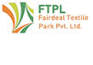 FTPL
Fairdeal Textile
Park Pvt. Ltd.